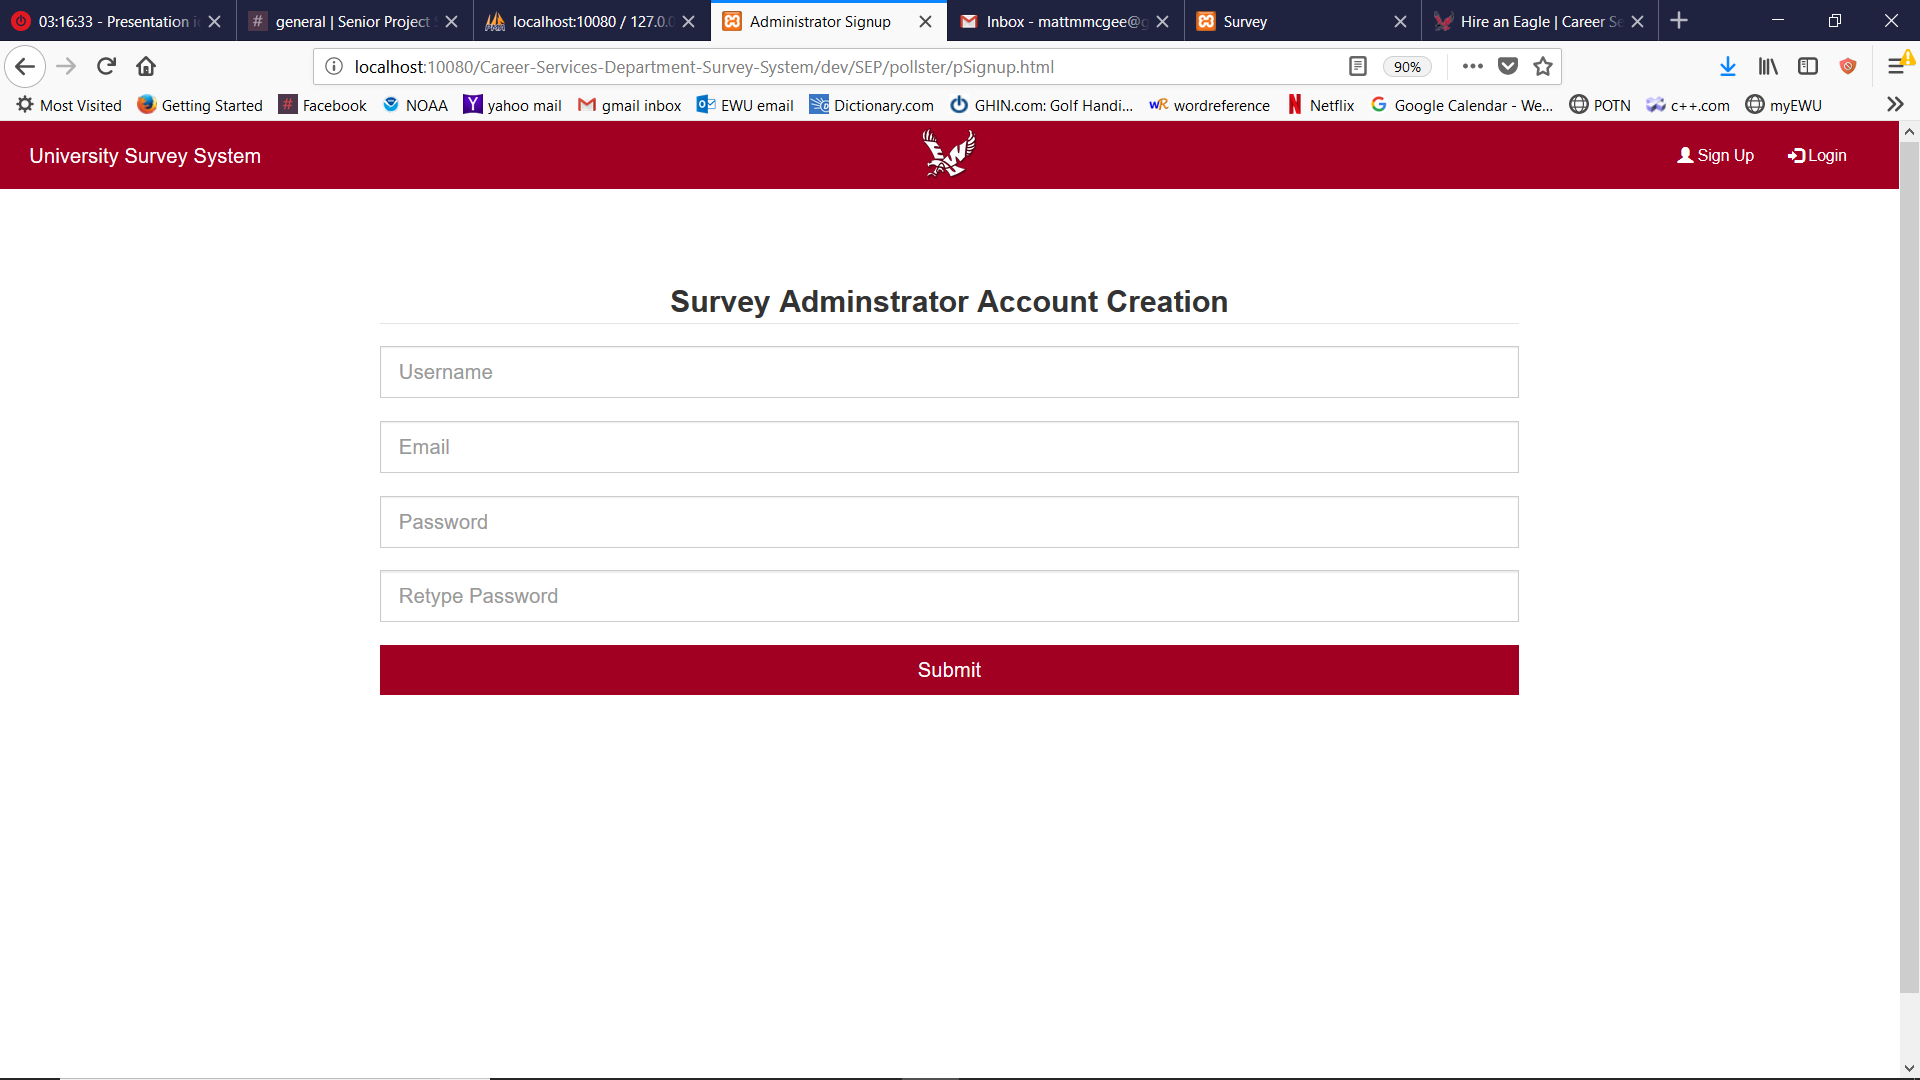 03:16:33 - Presentation
general | Senior Project
localhost:10080 / 127.0.0
Administrator Signup
Inbox - mattmmcgee@g
Survey
Hire an Eagle | Career Se
localhost:10080/Career-Services-Department-Survey-System/dev/SEP/pollster/pSignup.html
90%
Most Visited
Getting Started
Facebook
NOAA
yahoo mail
gmail inbox
EWU email
Dictionary.com
GHIN.com: Golf Handi...
wordreference
Netflix
Google Calendar - We...
POTN
c++.com
myEWU
University Survey System
Sign Up
Login
Survey Adminstrator Account Creation
Username
Email
Password
Retype Password
Submit